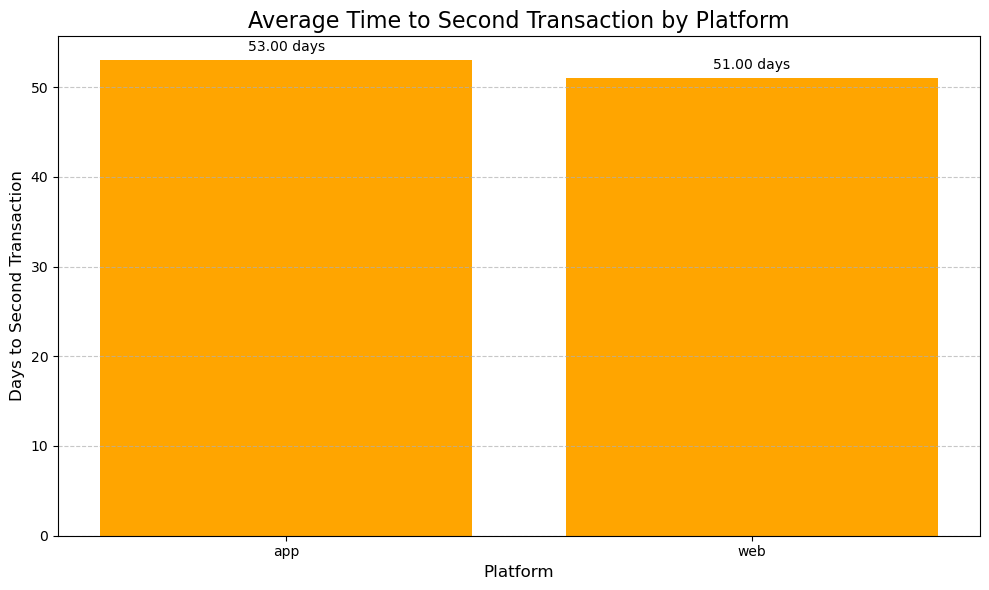 Average Time to Second Transaction by Platform
53.00 days
51.00 days
Days to Second Transaction
50
40
30
20
10
0
app
web
Platform